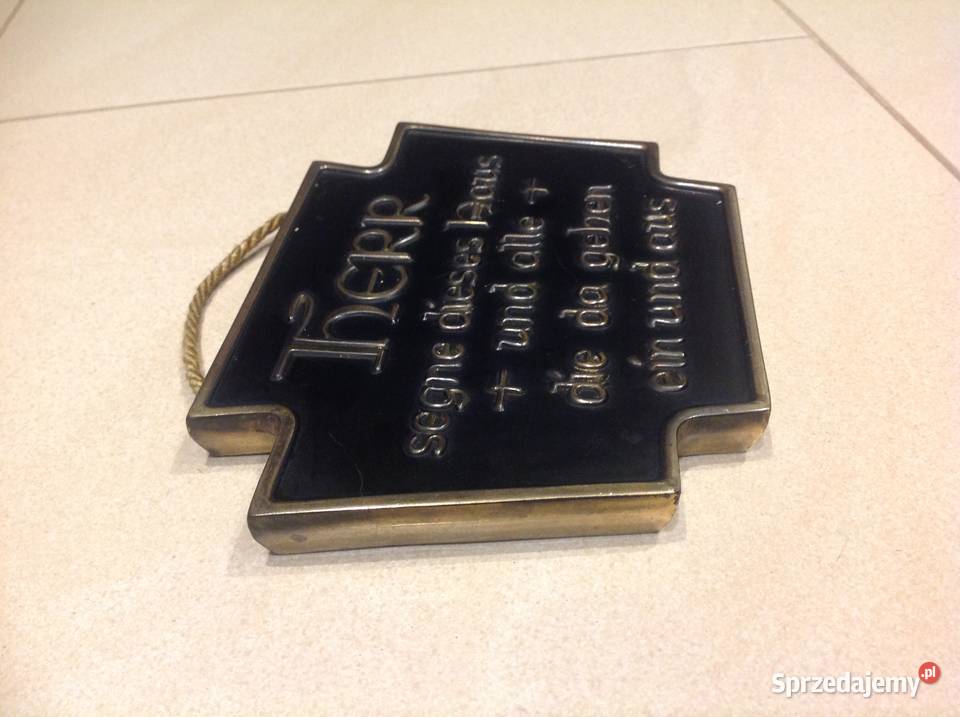 Herr
segne dieses Haus
+ und alle +
die da gehen
ein und aus
Sprzedajemy.pl